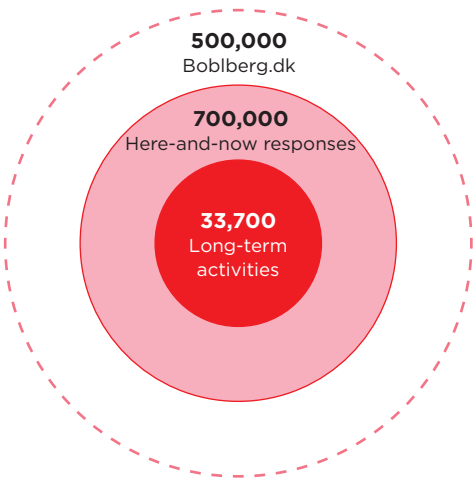 500,000
Boblberg.dk
700,000
Here-and-now responses
33,700
Long-term
activities